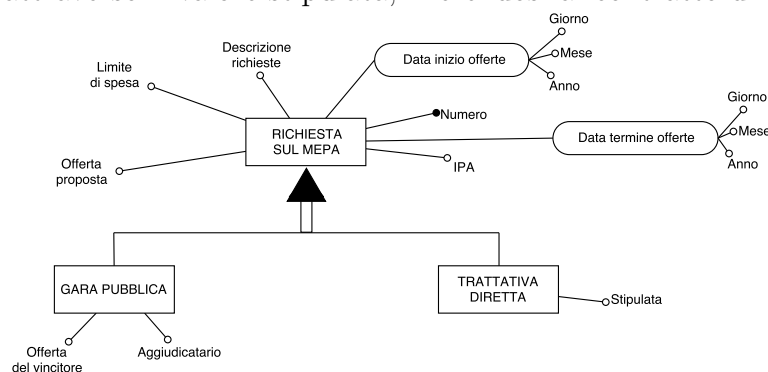 Giorno
Descrizione
richieste
Data inizio offerte
Mese
Limite
di spesa
Anno
Giorno
Numero
RICHIESTA
SUL MEPA
Data termine offerte
Mese
Offerta
proposta
IPA
Anno
GARA PUBBLICA
TRATTATIVA
DIRETTA
Stipulata
Offerta
del vincitore
Aggiudicatario